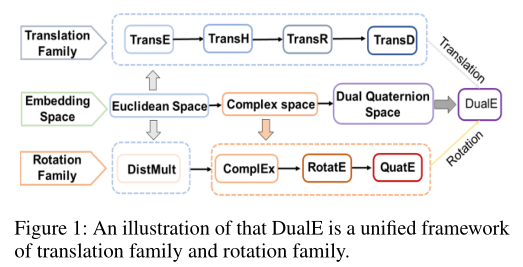 Translation
Family
TransE
TransH
TransR
TransD
Translation
Embedding
Space
Euclidean Space
Complex space
Dual Quaternion
Space
DualE
Rotation
Family
DistMult
ComplEx
RotatE
QuatE
Rotation
Figure 1: An illustration of that DualE is a unified framework
of translation family and rotation family.